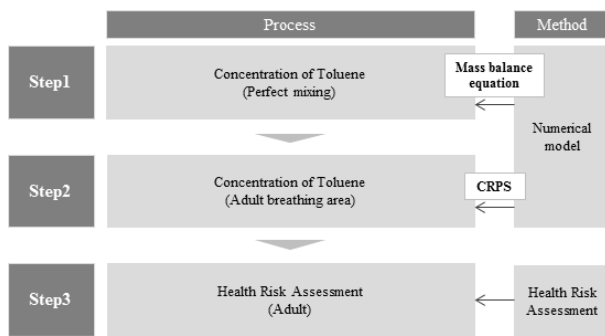 Process
Method
Step1
Concentration of Toluene
(Perfect mixing)
Mass balance
equation
Numerical
model
Step2
Concentration of Toluene
(Adult breathing area)
CRPS
Step3
Health Risk Assessment
(Adult)
Health Risk
Assessment